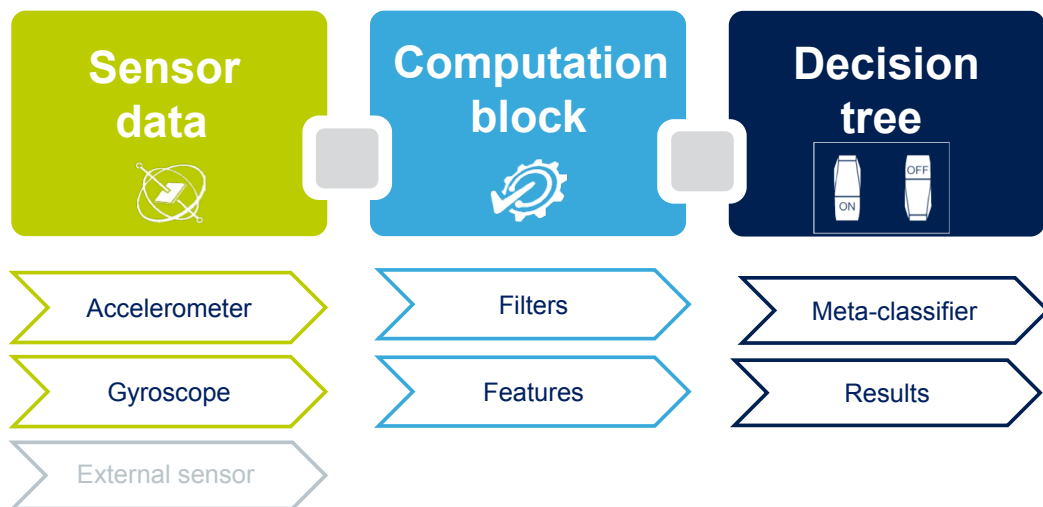 Sensor
data
Computation
block
Decision
tree
ON
OFF
Accelerometer
Filters
Meta-classifier
Gyroscope
Features
Results
External sensor